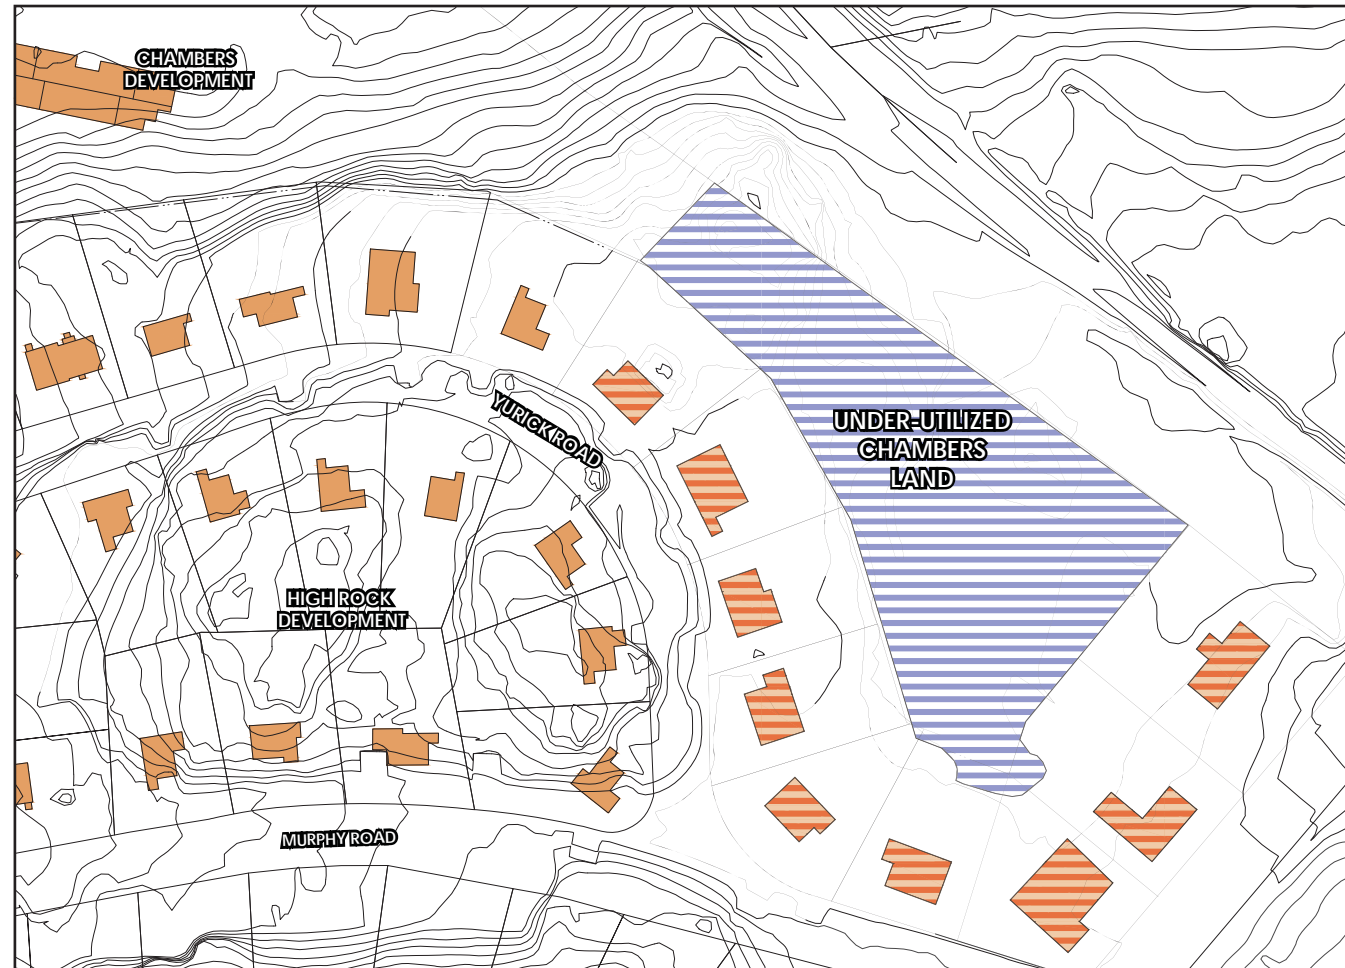 CHAMBERS
DEVELOPMENT
YURICK ROAD
UNDER-UTILIZED
CHAMBERS
LAND
HIGH ROCK
DEVELOPMENT
MURPHY ROAD